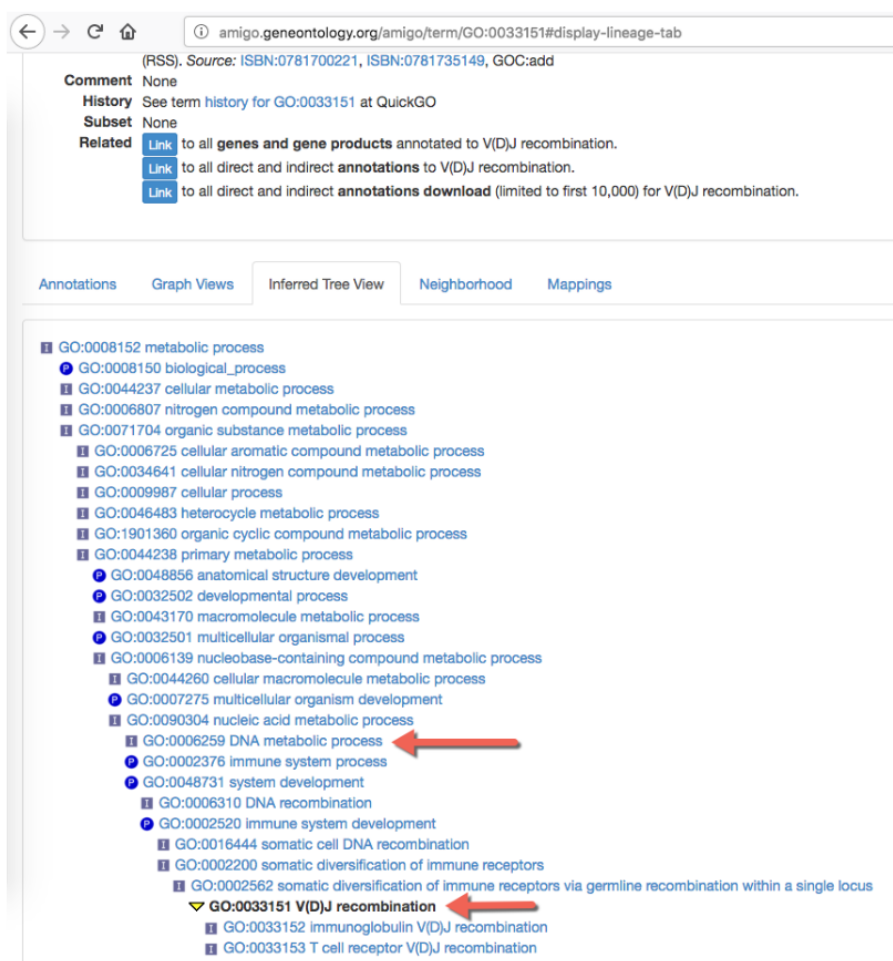 amigo.geneontology.org/amigo/term/GO:0033151#display-lineage-tab
(RSS). Source: ISBN:0781700221, ISBN:0781735149, GOC:add
Comment None
History See term history for GO:0033151 at QuickGO
Subset None
Related Link to all genes and gene products annotated to V(D)J recombination.
Link to all direct and indirect annotations to V(D)J recombination.
Link to all direct and indirect annotations download (limited to first 10,000) for V(D)J recombination.
Annotations Graph Views Inferred Tree View Neighborhood Mappings
I GO:0008152 metabolic process
P GO:0008150 biological_process
I GO:0044237 cellular metabolic process
I GO:0006807 nitrogen compound metabolic process
I GO:0071704 organic substance metabolic process
I GO:0006725 cellular aromatic compound metabolic process
I GO:0034641 cellular nitrogen compound metabolic process
I GO:0009987 cellular process
I GO:0046483 heterocycle metabolic process
I GO:1901360 organic cyclic compound metabolic process
I GO:0044238 primary metabolic process
P GO:0048856 anatomical structure development
P GO:0032502 developmental process
I GO:0043170 macromolecule metabolic process
P GO:0032501 multicellular organismal process
I GO:0006139 nucleobase-containing compound metabolic process
I GO:0044260 cellular macromolecule metabolic process
P GO:0007275 multicellular organism development
I GO:0090304 nucleic acid metabolic process
I GO:0006259 DNA metabolic process
P GO:0002376 immune system process
P GO:0048731 system development
I GO:0006310 DNA recombination
P GO:0002520 immune system development
I GO:0016444 somatic cell DNA recombination
I GO:0002200 somatic diversification of immune receptors
I GO:0002562 somatic diversification of immune receptors via germline recombination within a single locus
GO:0033151 V(D)J recombination
I GO:0033152 immunoglobulin V(D)J recombination
I GO:0033153 T cell receptor V(D)J recombination